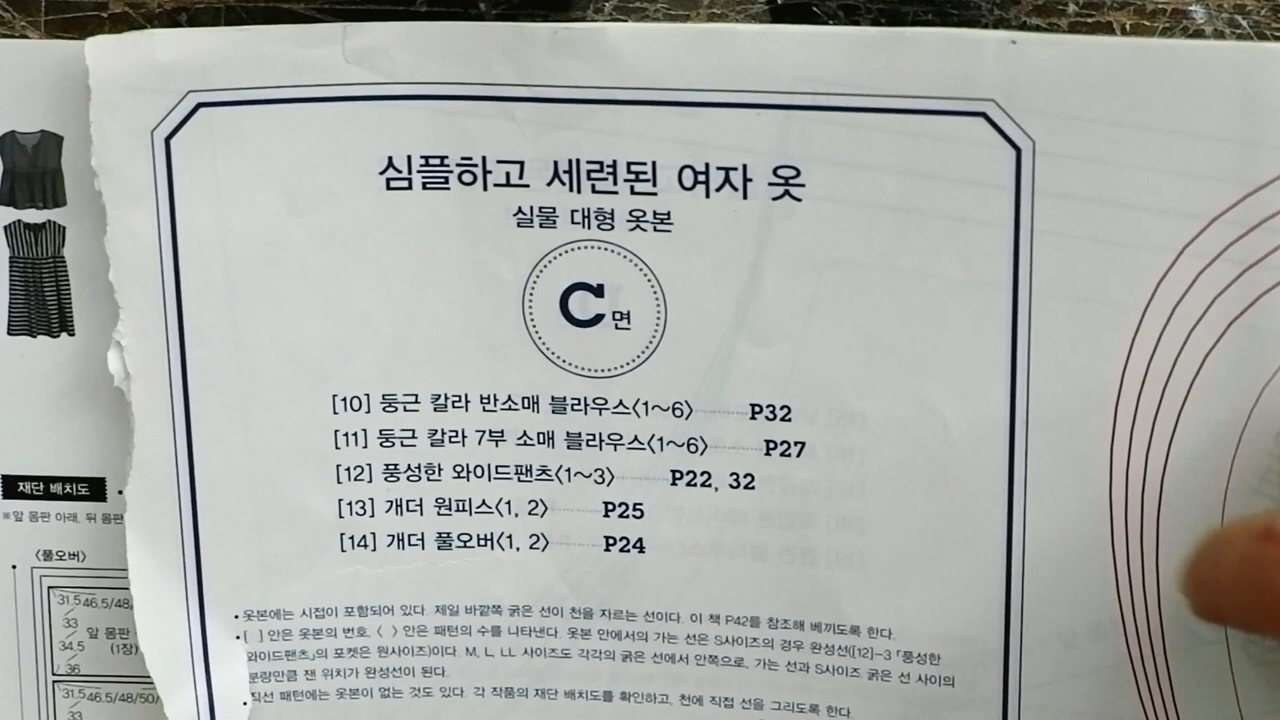 심플하고 세련된 여자 옷
실물 대형 옷본
C면
[10] 둥근 칼라 반소매 블라우스〈1~6〉 P32
[11] 둥근 칼라 7부 소매 블라우스〈1~6〉 P27
[12] 풍성한 와이드팬츠〈1~3〉 P22, 32
[13] 개더 원피스〈1, 2〉 P25
[14] 개더 풀오버〈1, 2〉 P24
• 옷본에는 시접이 포함되어 있다. 제일 바깥쪽 굵은 선이 천을 자르는 선이다. 이 책 P42를 참조해 베끼도록 한다.
• [ ] 안은 옷본의 번호, 〈 〉 안은 패턴의 수를 나타낸다. 옷본 안에서의 가는 선은 S사이즈의 경우 완성선([12]-3 「풍성한
와이드팬츠」의 포켓은 원사이즈)이다. M, L, LL 사이즈도 각각의 굵은 선에서 안쪽으로, 가는 선과 S사이즈 굵은 선 사이의
분량만큼 잰 위치가 완성선이 된다.
• 직선 패턴에는 옷본이 없는 것도 있다. 각 작품의 재단 배치도를 확인하고, 천에 직접 선을 그리도록 한다.
재단 배치도
※앞 몸판 아래, 뒤 몸판
〈풀오버〉
31.5 46.5/48/
33
앞 몸판
34.5 (1장)
36
31.5 46.5/48/50/
33